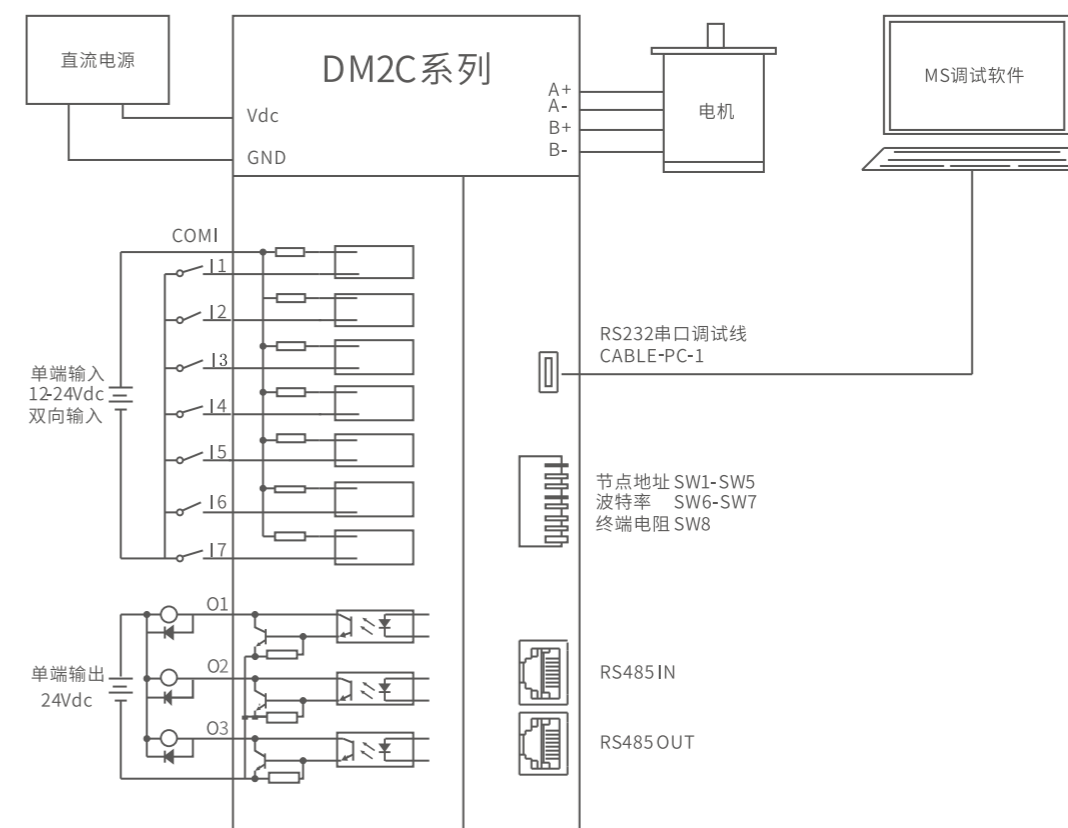 直流电源
DM2C系列
MS调试软件
Vdc
GND
A+
A-
B+
B-
电机
COMI
I1
I2
I3
I4
I5
I6
I7
单端输入
12-24Vdc
双向输入
RS232串口调试线
CABLE-PC-1
节点地址 SW1-SW5
波特率 SW6-SW7
终端电阻 SW8
O1
O2
O3
单端输出
24Vdc
RS485 IN
RS485 OUT